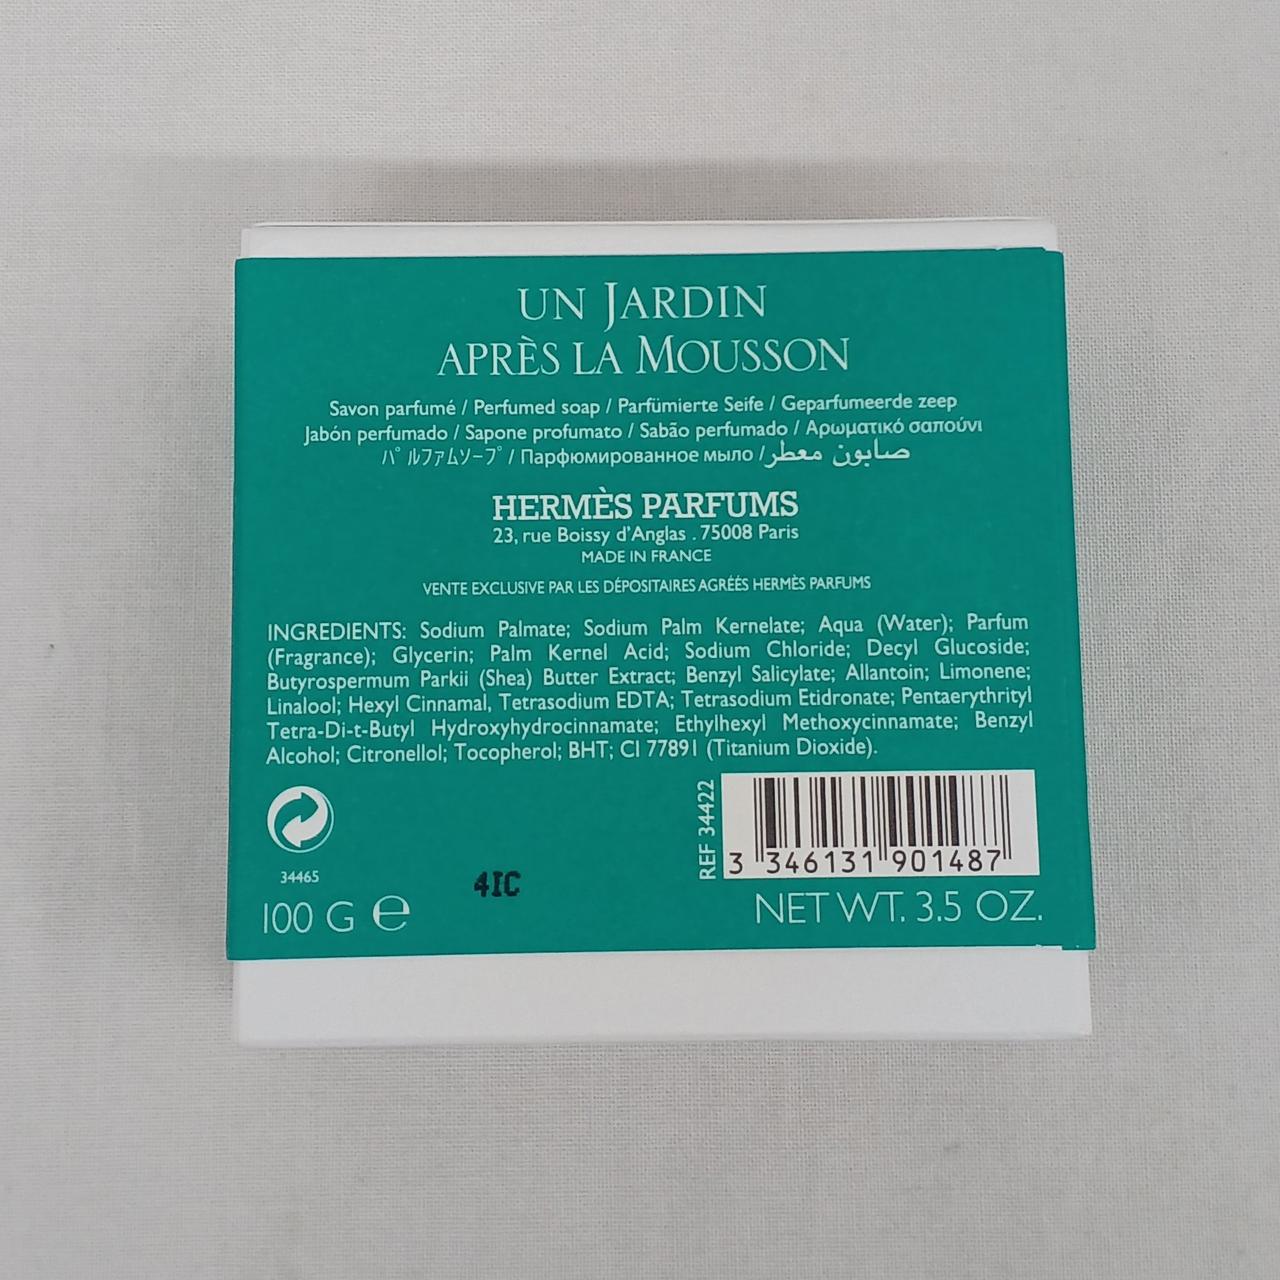 UN JARDIN
APRÈS LA MOUSSON
Savon parfumé / Perfumed soap / Parfümierte Seife / Geparfumeerde zeep
Jabón perfumado / Sapone profumato / Sabão perfumado / Αρωματικό σαπούνι
パルファムソープ / Парфюмированное мыло / صابون معطر
HERMÈS PARFUMS
23, rue Boissy d'Anglas . 75008 Paris
MADE IN FRANCE
VENTE EXCLUSIVE PAR LES DÉPOSITAIRES AGRÉÉS HERMÈS PARFUMS
INGREDIENTS: Sodium Palmate; Sodium Palm Kernelate; Aqua (Water); Parfum
(Fragrance); Glycerin; Palm Kernel Acid; Sodium Chloride; Decyl Glucoside;
Butyrospermum Parkii (Shea) Butter Extract; Benzyl Salicylate; Allantoin; Limonene;
Linalool; Hexyl Cinnamal, Tetrasodium EDTA; Tetrasodium Etidronate; Pentaerythrityl
Tetra-Di-t-Butyl Hydroxyhydrocinnamate; Ethylhexyl Methoxycinnamate; Benzyl
Alcohol; Citronellol; Tocopherol; BHT; CI 77891 (Titanium Dioxide).
34465
100 G e
4IC
REF 34422
3 346131 901487
NET WT. 3.5 OZ.